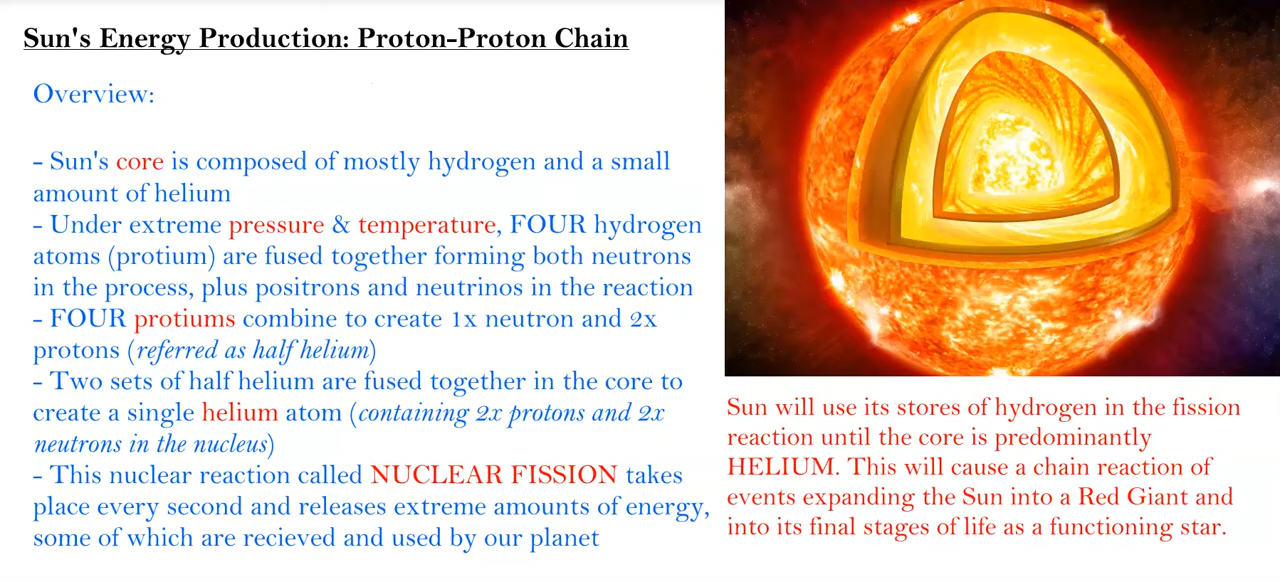 Sun's Energy Production: Proton-Proton Chain
Overview:
- Sun's core is composed of mostly hydrogen and a small
amount of helium
- Under extreme pressure & temperature, FOUR hydrogen
atoms (protium) are fused together forming both neutrons
in the process, plus positrons and neutrinos in the reaction
- FOUR protiums combine to create 1x neutron and 2x
protons (referred as half helium)
- Two sets of half helium are fused together in the core to
create a single helium atom (containing 2x protons and 2x
neutrons in the nucleus)
- This nuclear reaction called NUCLEAR FISSION takes
place every second and releases extreme amounts of energy,
some of which are recieved and used by our planet
Sun will use its stores of hydrogen in the fission
reaction until the core is predominantly
HELIUM. This will cause a chain reaction of
events expanding the Sun into a Red Giant and
into its final stages of life as a functioning star.